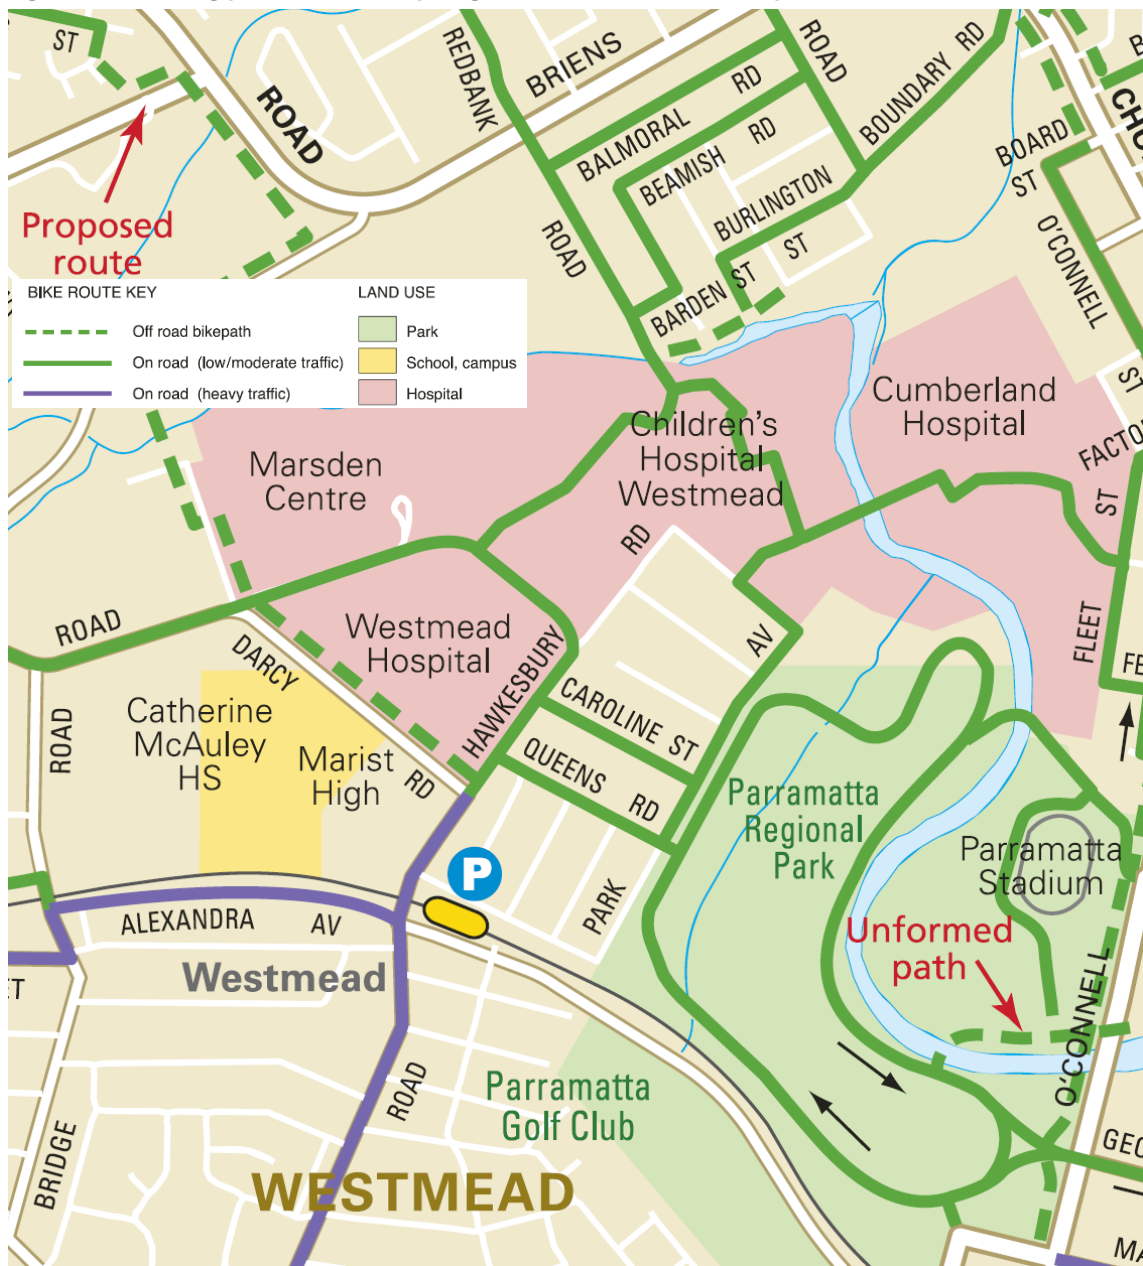 ST
REDBANK
BRIENS
ROAD
ROAD
RD
BOUNDARY RD
BALMORAL
BEAMISH
RD
BURLINGTON
ST
BARDEN ST
ROAD
BOARD
ST
O'CONNELL
ST
Proposed
route
BIKE ROUTE KEY
Off road bikepath
On road (low/moderate traffic)
On road (heavy traffic)
LAND USE
Park
School, campus
Hospital
Marsden
Centre
Children's
Hospital
Westmead
Cumberland
Hospital
RD
ST
FLEET
ROAD
DARCY
RD
Westmead
Hospital
HAWKESBURY
AV
CAROLINE ST
QUEENS RD
PARK
ROAD
Catherine
McAuley
HS
Marist
High
P
ALEXANDRA AV
Westmead
Parramatta
Regional
Park
Parramatta
Stadium
Unformed
path
O'CONNELL
Parramatta
Golf Club
ROAD
BRIDGE
WESTMEAD